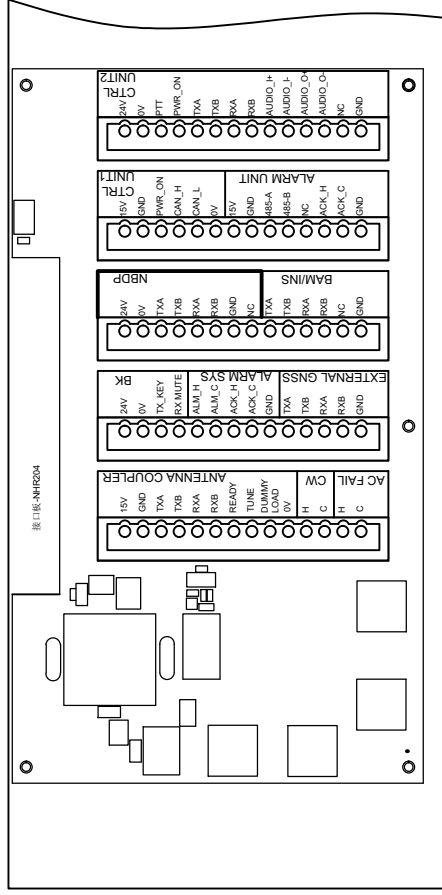 CTRL
UNIT2
24V
0V
PTT
PWR_ON
TXA
TXB
RXA
RXB
AUDIO_I+
AUDIO_I-
AUDIO_O+
AUDIO_O-
NC
GND
CTRL
UNIT1
ALARM UNIT
15V
GND
PWR_ON
CAN_H
CAN_L
0V
15V
GND
485-A
485-B
NC
ACK_H
ACK_C
GND
NBDP
BAM/INS
24V
0V
TXA
TXB
RXA
RXB
GND
NC
TXA
TXB
RXA
RXB
NC
GND
BK
ALARM SYS
EXTERNAL GNSS
24V
0V
TX_KEY
RX MUTE
ALM_H
ALM_C
ACK_H
ACK_C
GND
TXA
TXB
RXA
RXB
GND
ANTENNA COUPLER
CW
AC FAIL
15V
GND
TXA
TXB
RXA
RXB
READY
TUNE
DUMMY
LOAD
0V
H
C
H
C
接口板-NHR204